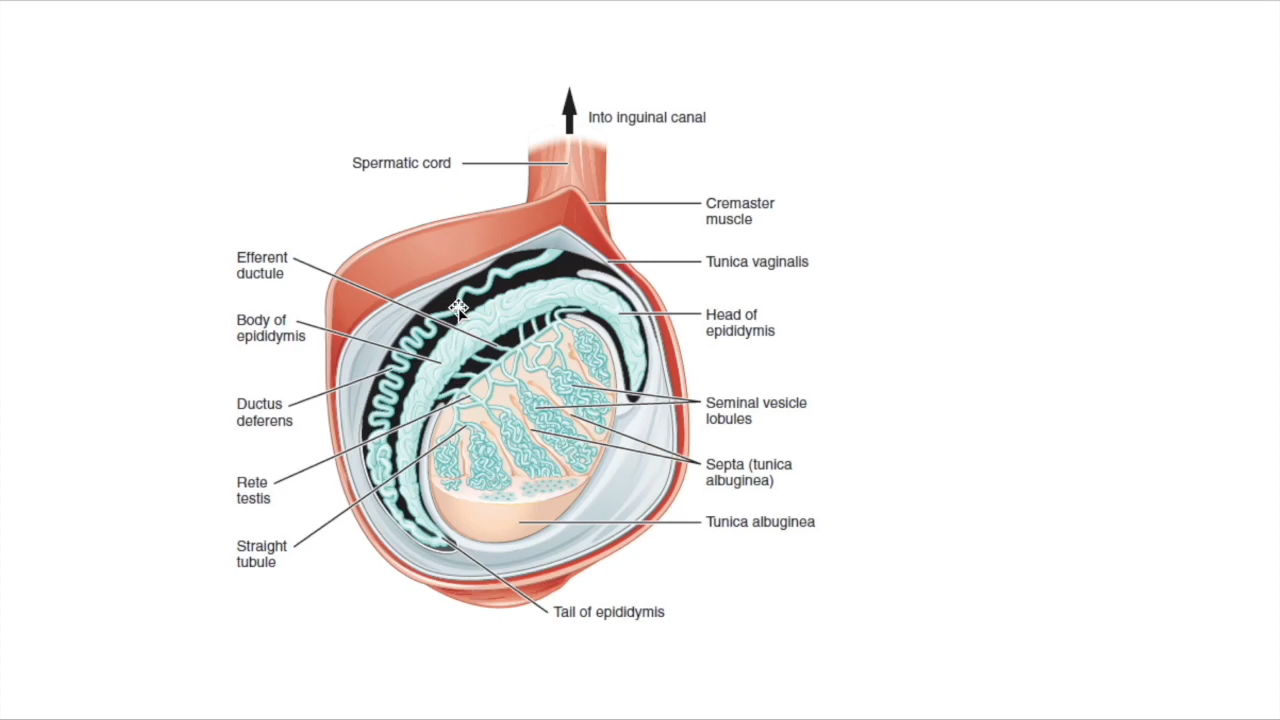 Into inguinal canal
Spermatic cord
Cremaster
muscle
Efferent
ductule
Tunica vaginalis
Body of
epididymis
Head of
epididymis
Ductus
deferens
Seminal vesicle
lobules
Septa (tunica
albuginea)
Rete
testis
Tunica albuginea
Straight
tubule
Tail of epididymis